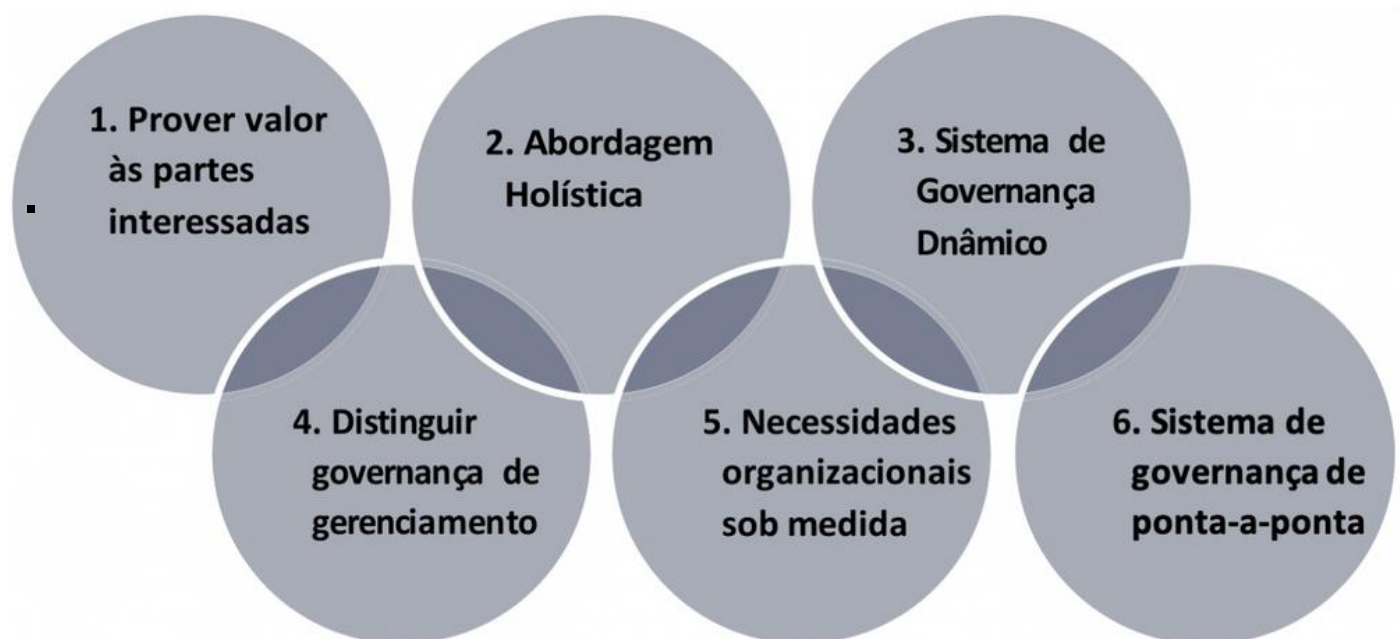 1. Prover valor
às partes
interessadas
2. Abordagem
Holística
3. Sistema de
Governança
Dnâmico
4. Distinguir
governança de
gerenciamento
5. Necessidades
organizacionais
sob medida
6. Sistema de
governança de
ponta-a-ponta